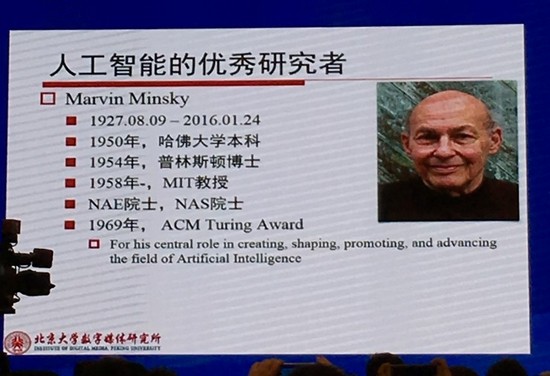 人工智能的优秀研究者
Marvin Minsky
1927.08.09 – 2016.01.24
1950年，哈佛大学本科
1954年，普林斯顿博士
1958年-，MIT教授
NAE院士，NAS院士
1969年， ACM Turing Award
For his central role in creating, shaping, promoting, and advancing
the field of Artificial Intelligence
北京大学数字媒体研究所
INSTITUTE OF DIGITAL MEDIA, PEKING UNIVERSITY